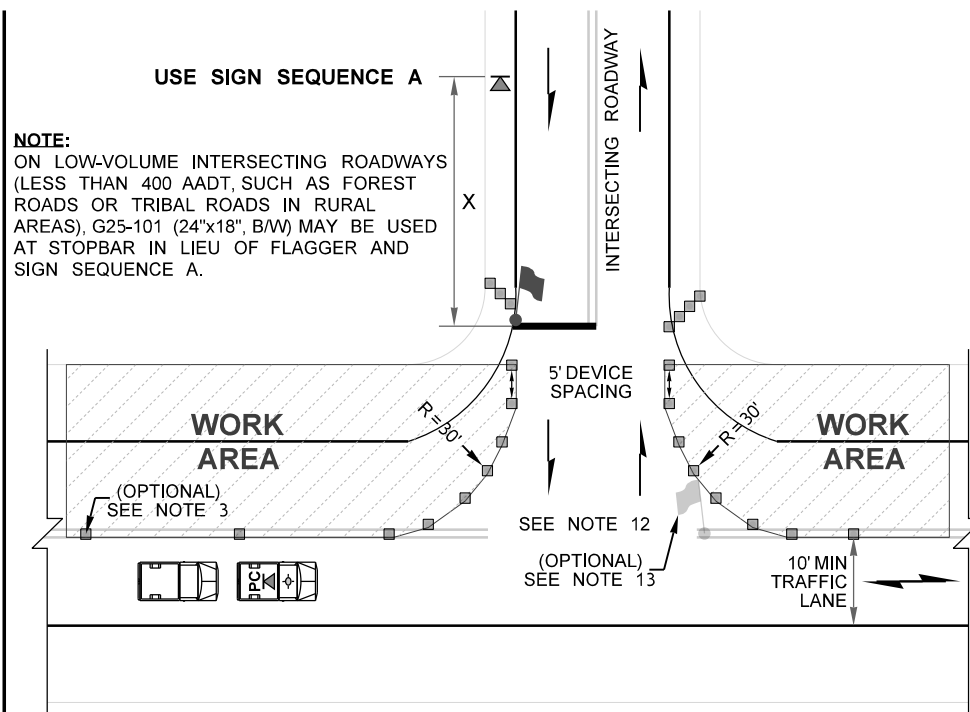 USE SIGN SEQUENCE A
NOTE:
ON LOW-VOLUME INTERSECTING ROADWAYS
(LESS THAN 400 AADT, SUCH AS FOREST
ROADS OR TRIBAL ROADS IN RURAL
AREAS), G25-101 (24"x18", B/W) MAY BE USED
AT STOPBAR IN LIEU OF FLAGGER AND
SIGN SEQUENCE A.
X
INTERSECTING ROADWAY
5' DEVICE
SPACING
WORK
AREA
R = 30'
R = 30'
WORK
AREA
(OPTIONAL)
SEE NOTE 3
SEE NOTE 12
(OPTIONAL)
SEE NOTE 13
10' MIN
TRAFFIC
LANE
PC